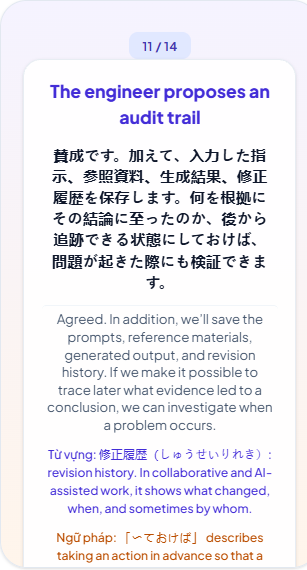 11 / 14
The engineer proposes an
audit trail
賛成です。加えて、入力した指
示、参照資料、生成結果、修正
履歴を保存します。何を根拠に
その結論に至ったのか、後から
追跡できる状態にしておけば、
問題が起きた際にも検証できま
す。
Agreed. In addition, we'll save the
prompts, reference materials,
generated output, and revision
history. If we make it possible to
trace later what evidence led to a
conclusion, we can investigate when
a problem occurs.
Từ vựng: 修正履歴（しゅうせいりれき）:
revision history. In collaborative and AI-
assisted work, it shows what changed,
when, and sometimes by whom.
Ngữ pháp: 「〜ておけば」 describes
taking an action in advance so that a